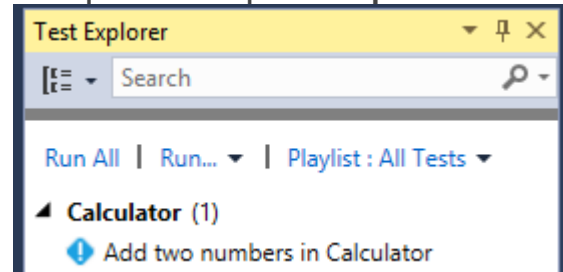 Test Explorer
Search
Run All | Run... | Playlist : All Tests
Calculator (1)
Add two numbers in Calculator